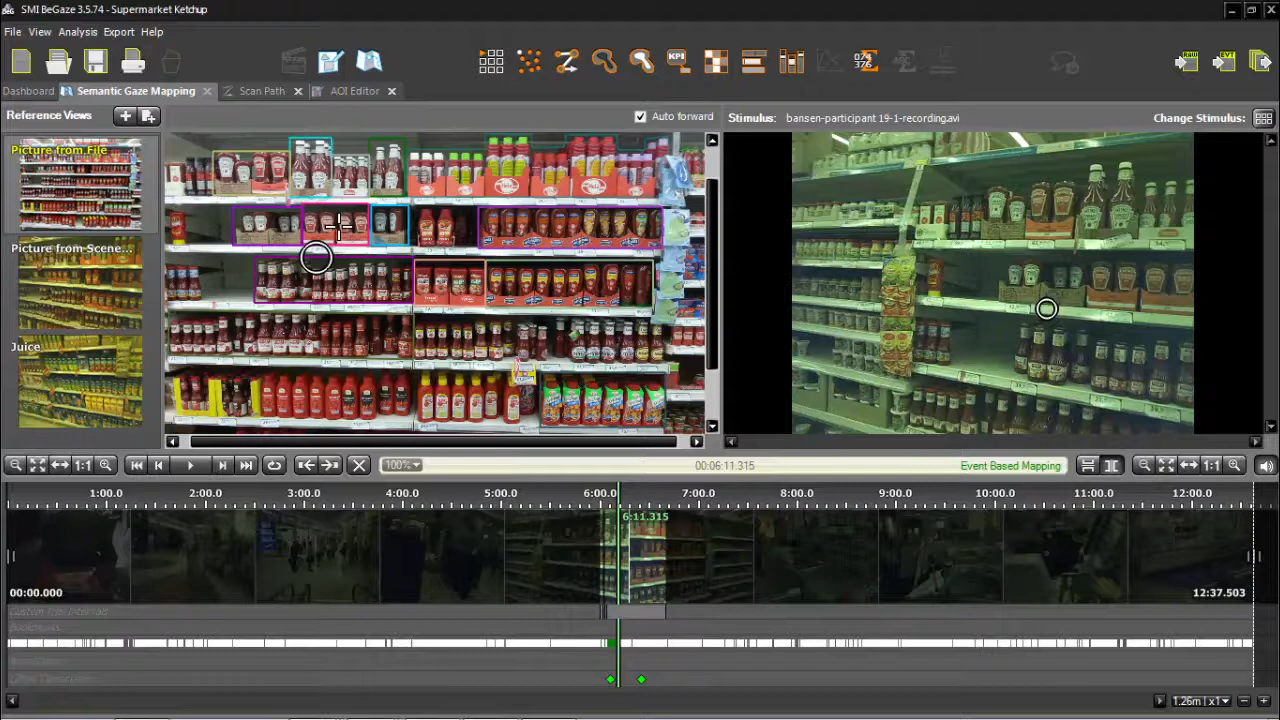 SMI BeGaze 3.5.74 - Supermarket Ketchup
File View Analysis Export Help
KPI
Dashboard Semantic Gaze Mapping Scan Path AOI Editor
Reference Views
Auto forward
Stimulus: bansen-participant 19-1-recording.avi
Change Stimulus:
Picture from File
Picture from Scene...
Juice
1:1
100%
00:06:11.315
Event Based Mapping
1:1
1:00.0 2:00.0 3:00.0 4:00.0 5:00.0 6:00.0 7:00.0 8:00.0 9:00.0 10:00.0 11:00.0 12:00.0
6:11.315
00:00.000
12:37.503
1.26m | x1